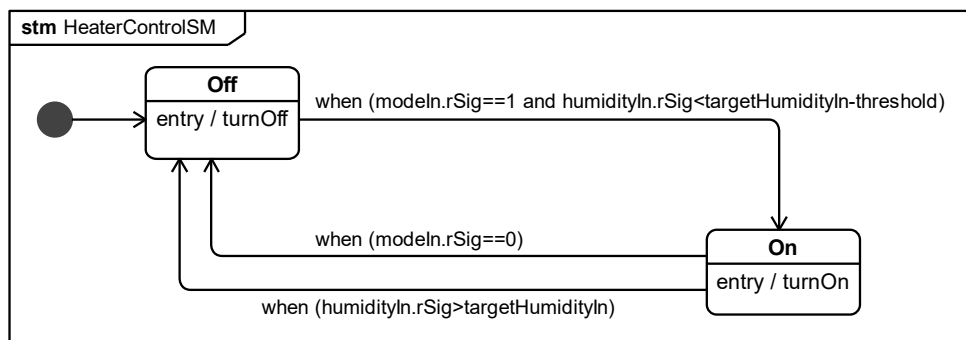 stm HeaterControlSM
Off
entry / turnOff
when (modeIn.rSig==1 and humidityIn.rSig<targetHumidityIn-threshold)
when (modeIn.rSig==0)
On
entry / turnOn
when (humidityIn.rSig>targetHumidityIn)